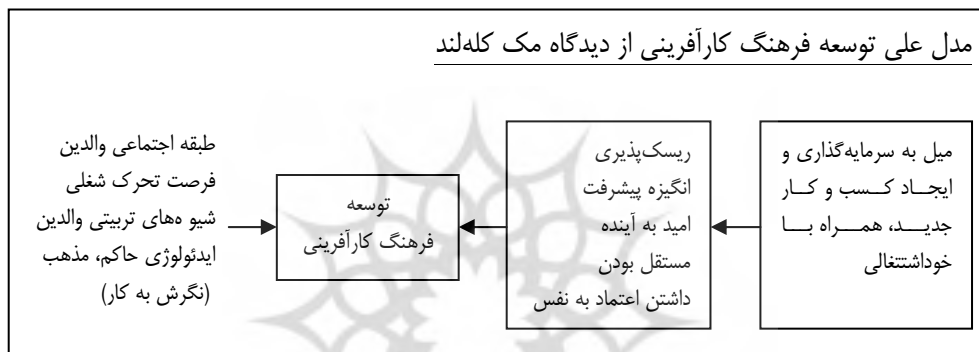 مدل علی توسعه فرهنگ کارآفرینی از دیدگاه مک کله‌لند
میل به سرمایه‌گذاری و
ایجـاد کـسب و کـار
جدیـد، همـراه بـا
خوداشتتغالی
ریسک‌پذیری
انگیزه پیشرفت
امید به آینده
مستقل بودن
داشتن اعتماد به نفس
توسعه
فرهنگ کارآفرینی
طبقه اجتماعی والدین
فرصت تحرک شغلی
شیو ه‌های تربیتی والدین
ایدئولوژی حاکم، مذهب
(نگرش به کار)